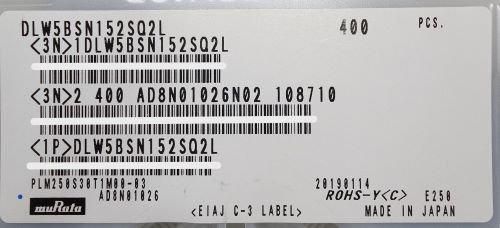 DLW5BSN152SQ2L 400 PCS.
<3N>1DLW5BSN152SQ2L
<3N>2 400 AD8N01026N02 108710
<1P>DLW5BSN152SQ2L
PLM250S30T1M00-03 20190114
AD8N01026 ROHS-Y<C> E250
muRata <EIAJ C-3 LABEL> MADE IN JAPAN